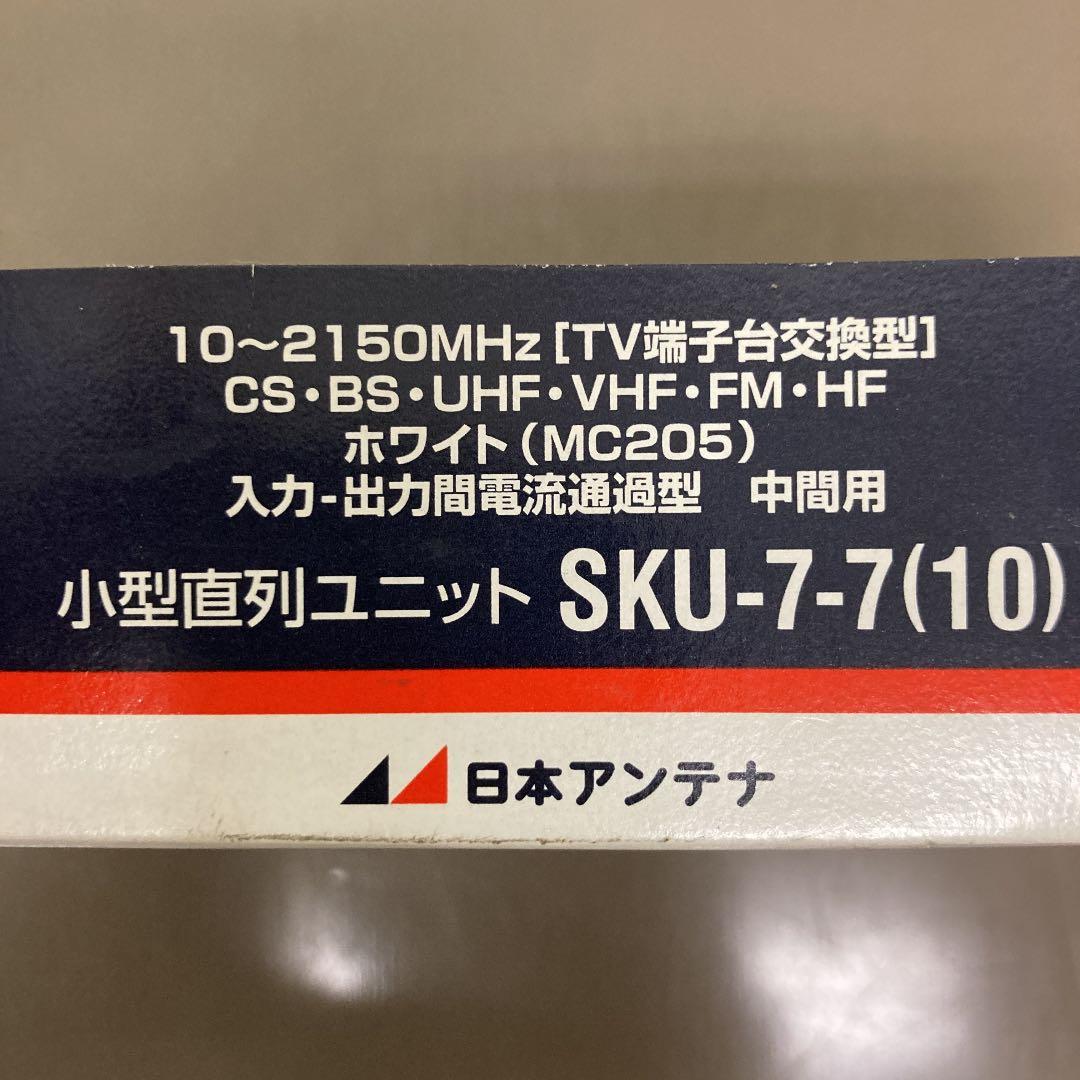 10～2150MHz [TV端子台交換型]
CS・BS・UHF・VHF・FM・HF
ホワイト（MC205）
入力-出力間電流通過型　中間用
小型直列ユニット SKU-7-7(10)
日本アンテナ